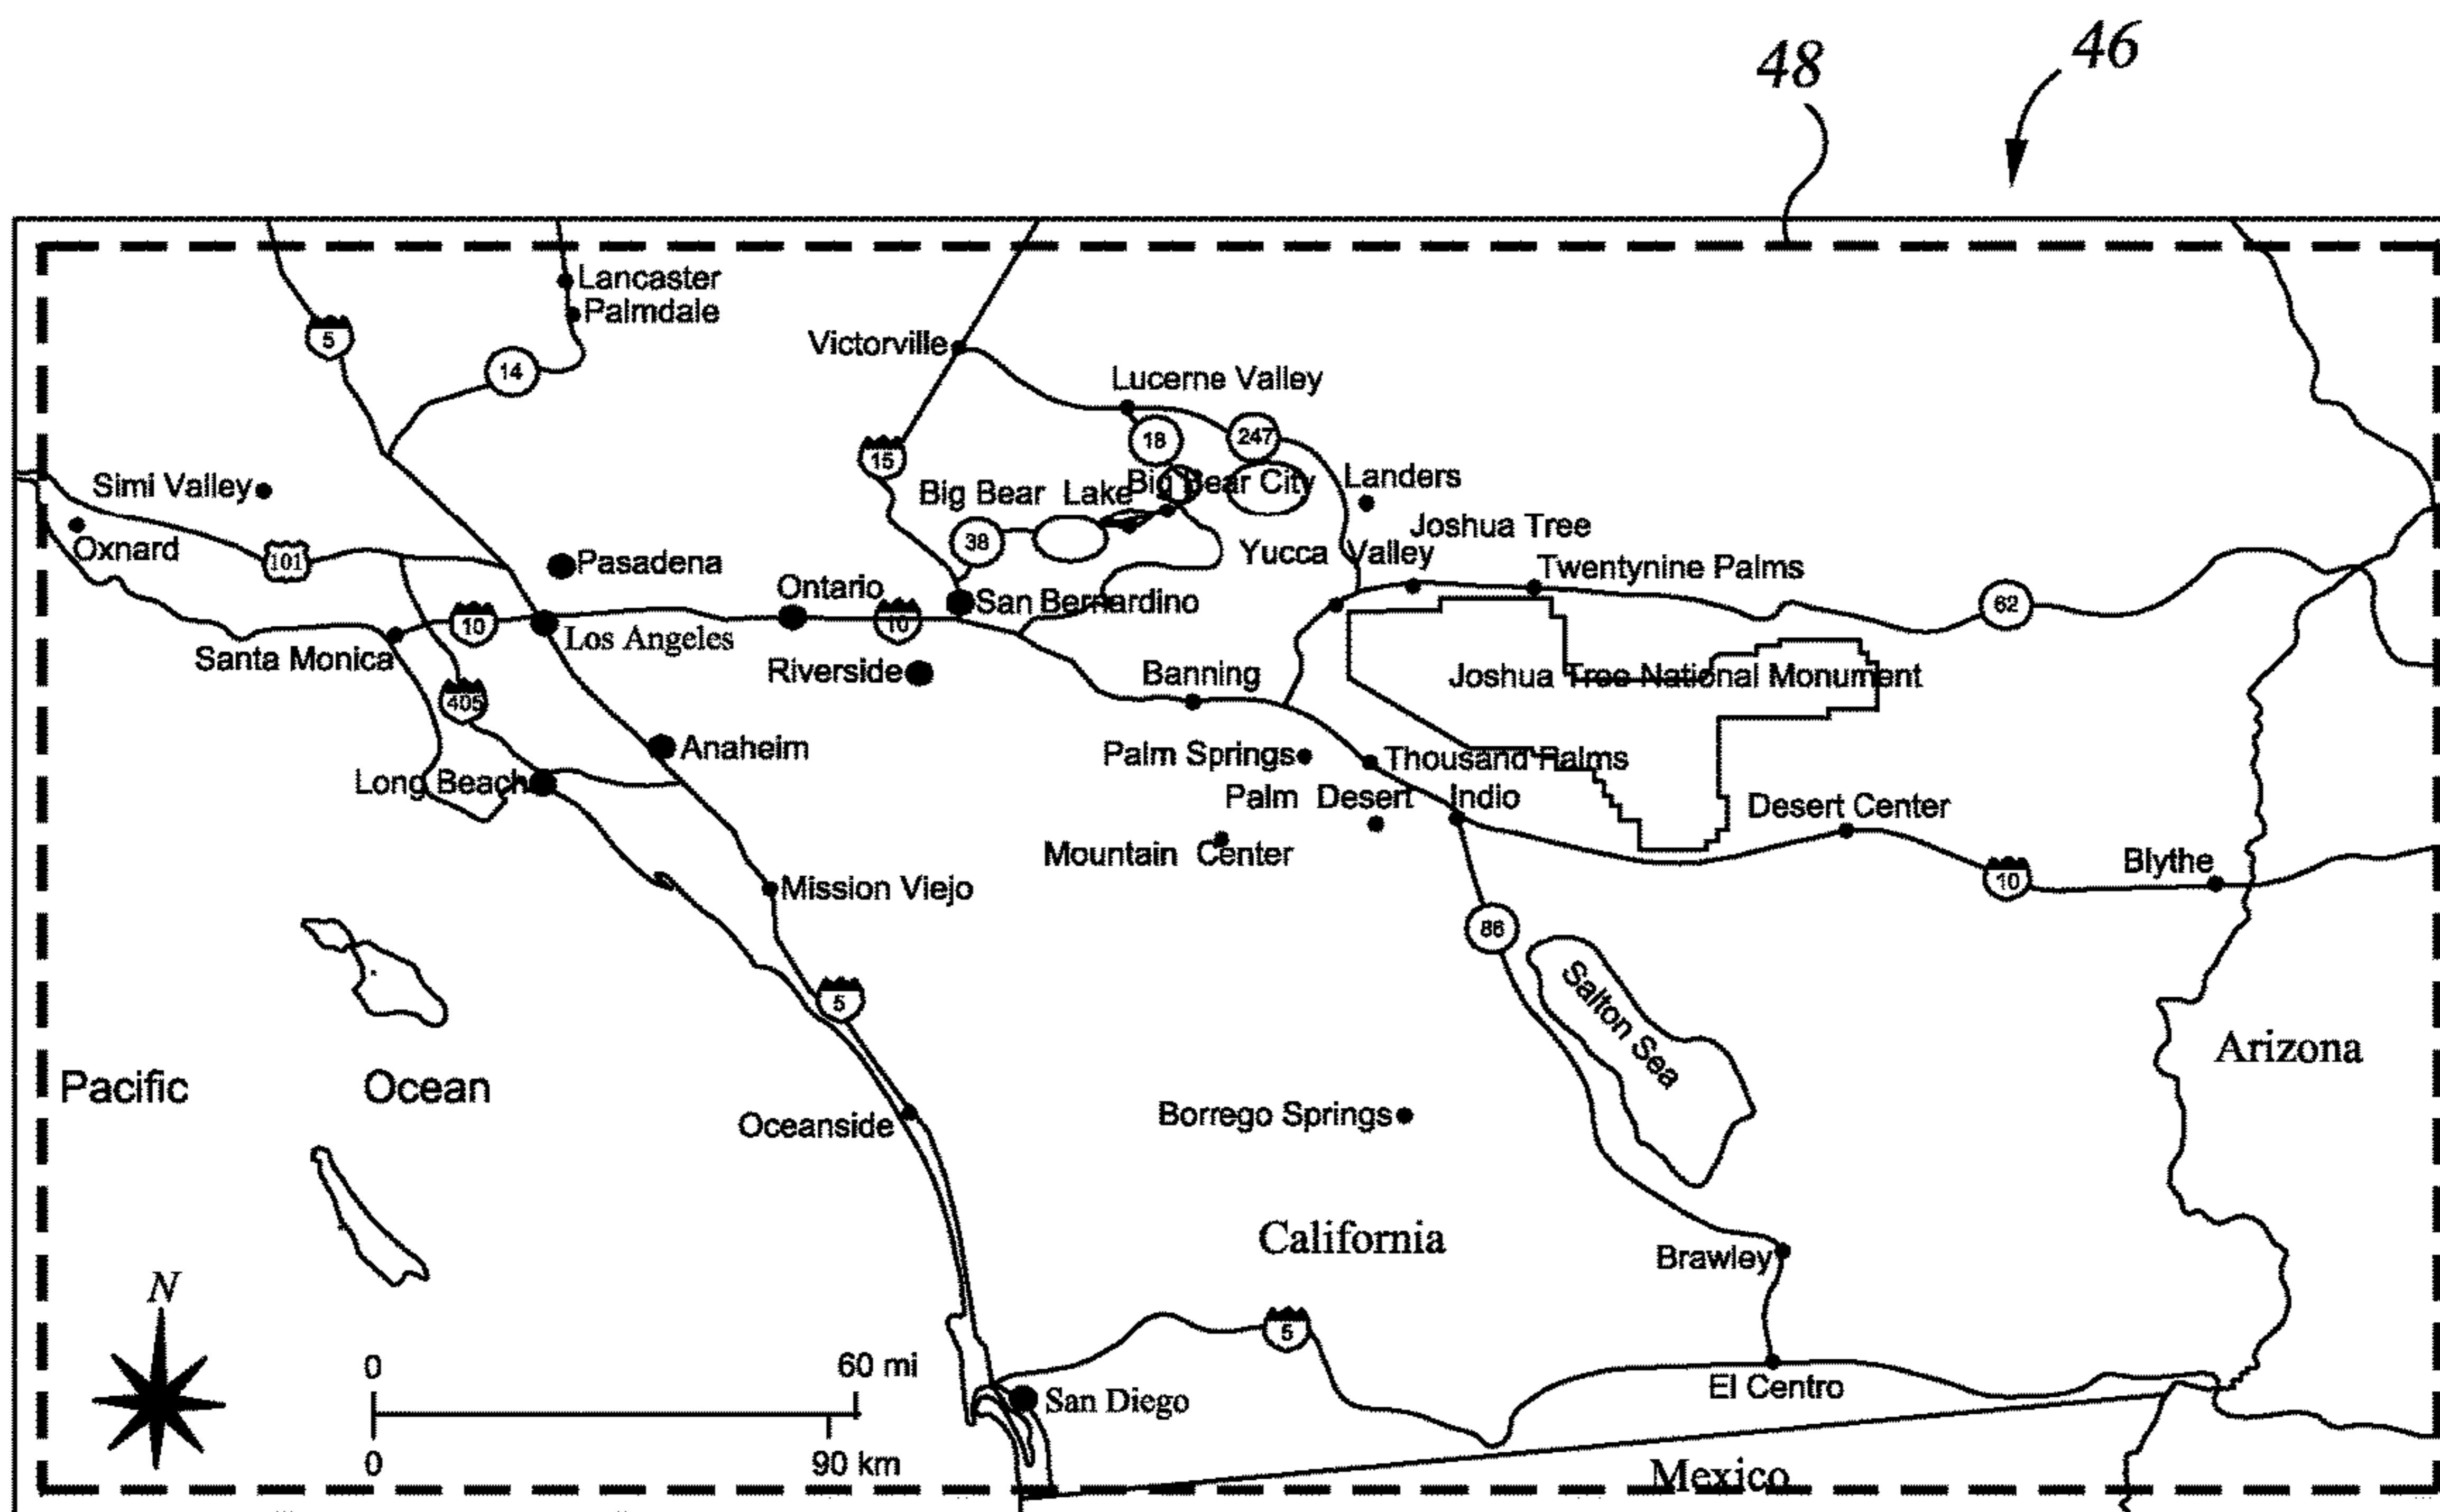 48
46
Lancaster
Palmdale
5
14
Victorville
Lucerne Valley
18
247
15
Simi Valley
Big Bear Lake
Big Bear City
Landers
Oxnard
101
Pasadena
38
Joshua Tree
Yucca Valley
Twentynine Palms
Ontario
San Bernardino
62
10
10
Los Angeles
Santa Monica
Riverside
Banning
Joshua Tree National Monument
405
Anaheim
Palm Springs
Thousand Palms
Long Beach
Palm Desert
Indio
Desert Center
Mountain Center
Blythe
10
Mission Viejo
86
5
Salton Sea
Arizona
Pacific Ocean
Oceanside
Borrego Springs
California
Brawley
N
5
0
60 mi
El Centro
San Diego
0
90 km
Mexico